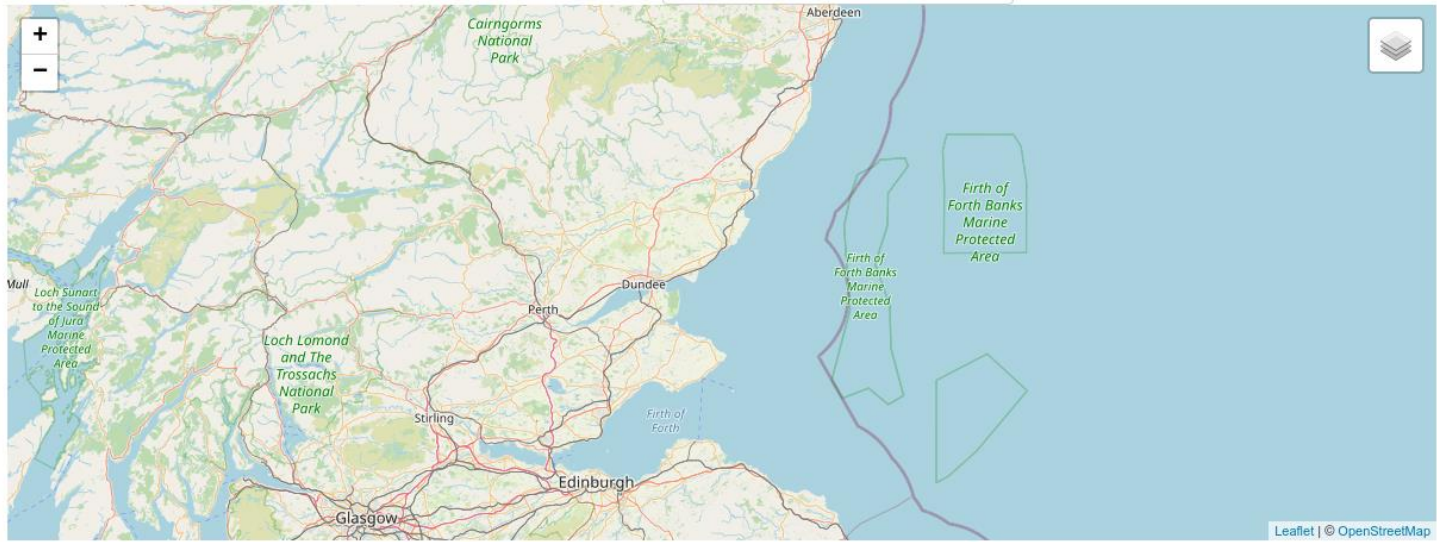 +
−
Aberdeen
Cairngorms
National
Park
Firth of
Forth Banks
Marine
Protected
Area
Firth of
Forth Banks
Marine
Protected
Area
Mull
Loch Sunart
to the Sound
of Jura
Marine
Protected
Area
Dundee
Perth
Loch Lomond
and The
Trossachs
National
Park
Stirling
Firth of
Forth
Edinburgh
Glasgow
Leaflet | © OpenStreetMap